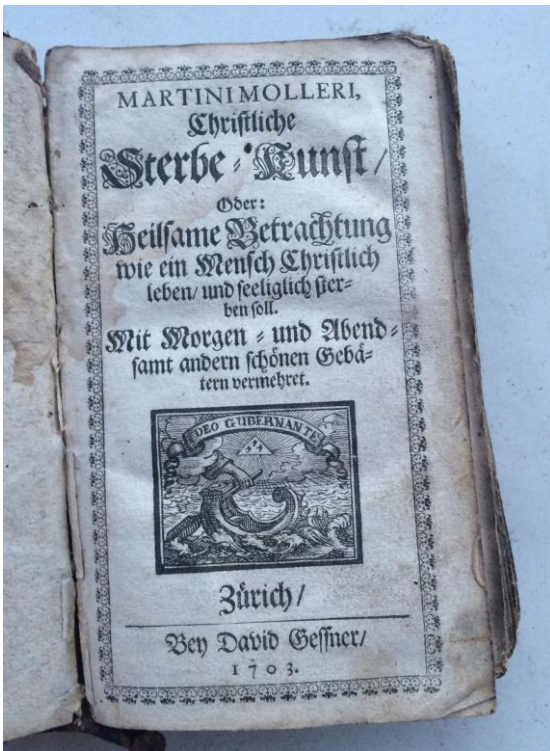 MARTINI MOLLERI,
Christliche
Sterbe-Kunst/
Oder:
Heilsame Betrachtung
wie ein Mensch Christlich
leben/ und seeliglich ster-
ben soll.
Mit Morgen- und Abend-
samt andern schönen Gebä-
tern vermehret.
DEO GUBERNANTE
Zürich/
Bey David Gessner/
1703.